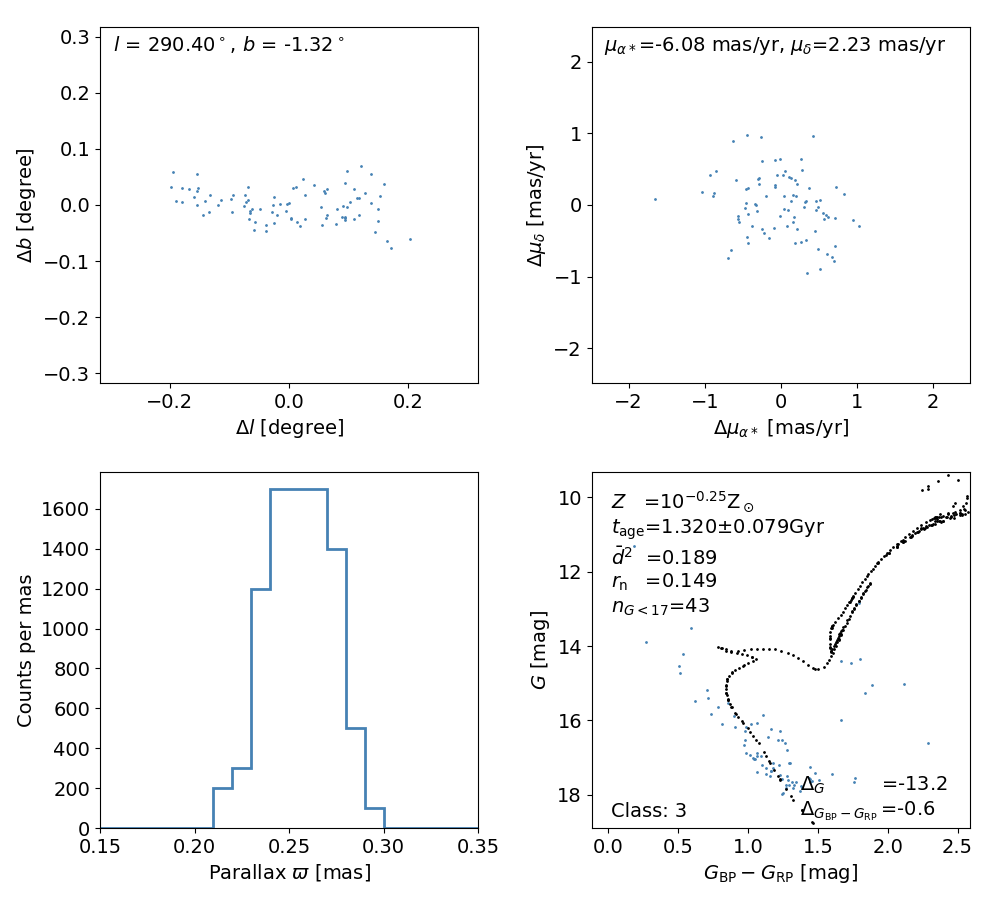 l = 290.40°, b = -1.32°
0.3
0.2
0.1
0.0
−0.1
−0.2
−0.3
−0.2
0.0
0.2
Δl [degree]
Δb [degree]
μα∗=-6.08 mas/yr, μδ=2.23 mas/yr
2
1
0
−1
−2
−2
−1
0
1
2
Δμα∗ [mas/yr]
Δμδ [mas/yr]
1600
1400
1200
1000
800
600
400
200
0
0.15
0.20
0.25
0.30
0.35
Parallax ϖ [mas]
Counts per mas
Z =10^−0.25 Z⊙
t_age=1.320±0.079Gyr
d̄² =0.189
r_n =0.149
n_G<17=43
Δ_G =-13.2
Δ_GBP−GRP =-0.6
Class: 3
10
12
14
16
18
0.0
0.5
1.0
1.5
2.0
2.5
G_BP − G_RP [mag]
G [mag]